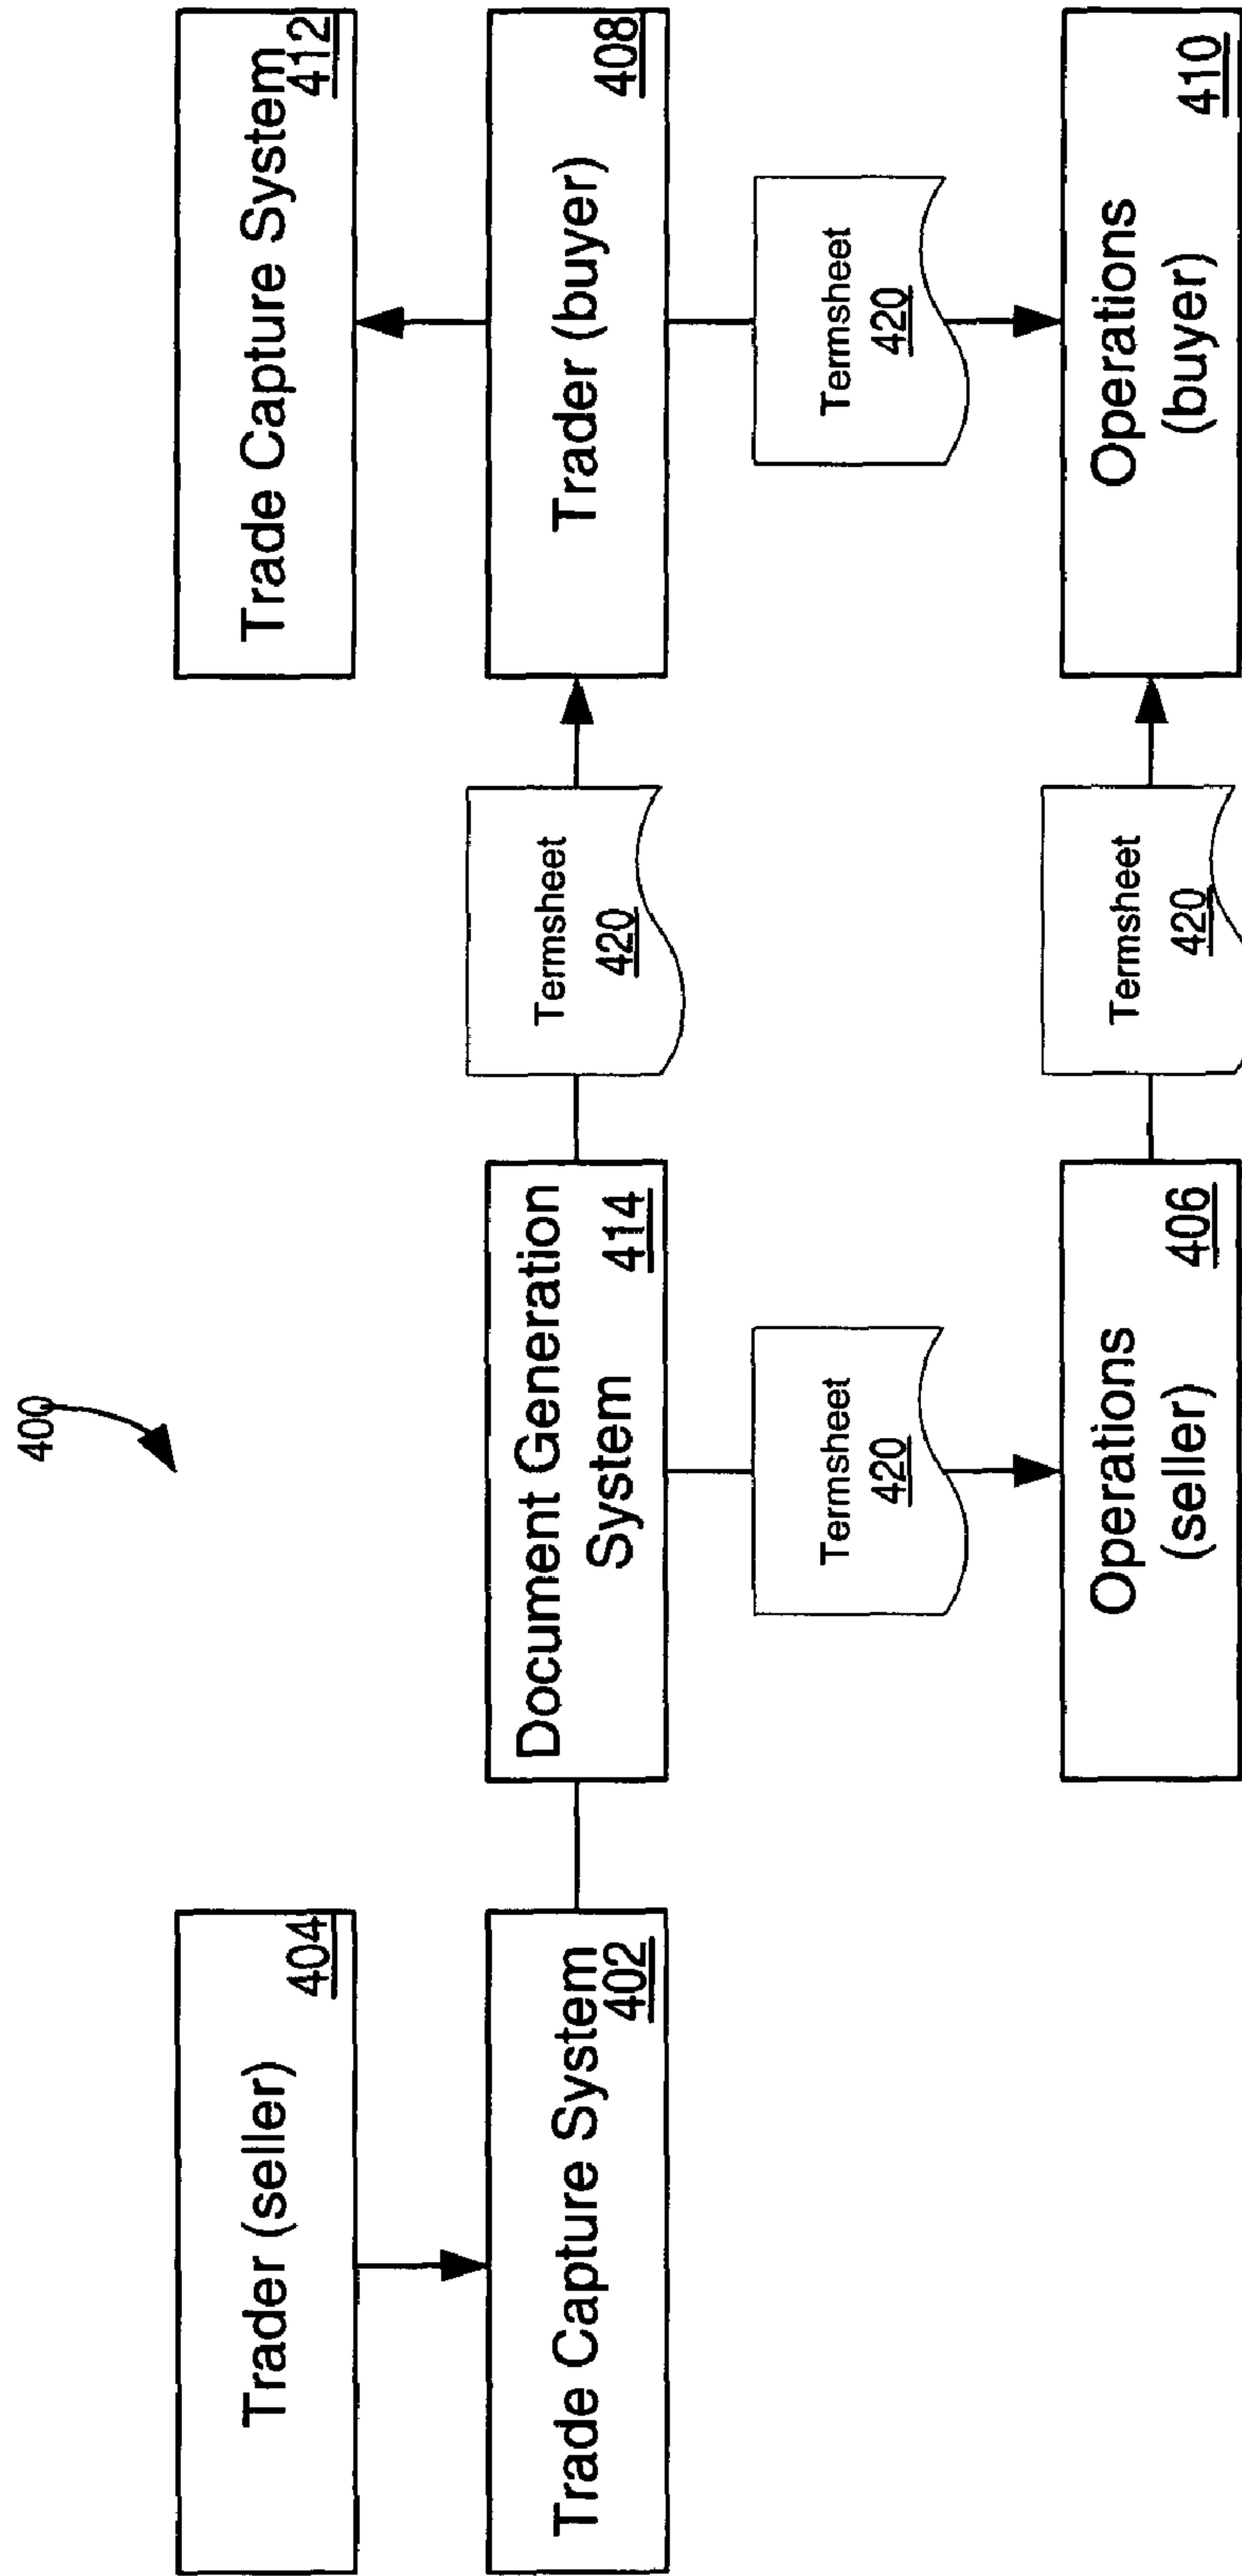 400
Trader (seller)
404
Trade Capture System
412
Trade Capture System
402
Document Generation
System
414
Termsheet
420
Trader (buyer)
408
Termsheet
420
Termsheet
420
Operations
(seller)
406
Termsheet
420
Operations
(buyer)
410